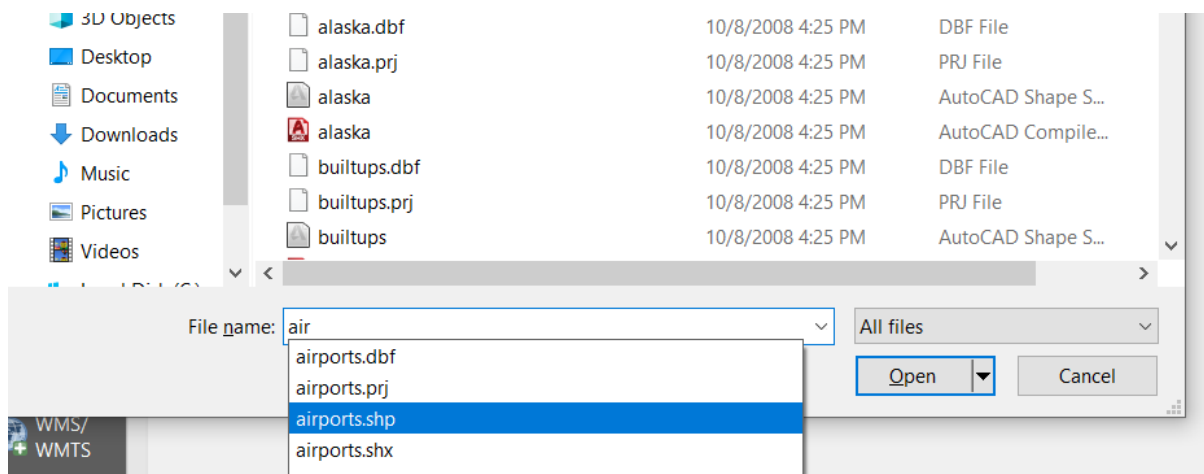 3D Objects
alaska.dbf 10/8/2008 4:25 PM DBF File
Desktop
alaska.prj 10/8/2008 4:25 PM PRJ File
Documents
alaska 10/8/2008 4:25 PM AutoCAD Shape S...
Downloads
alaska 10/8/2008 4:25 PM AutoCAD Compile...
Music
builtups.dbf 10/8/2008 4:25 PM DBF File
Pictures
builtups.prj 10/8/2008 4:25 PM PRJ File
Videos
builtups 10/8/2008 4:25 PM AutoCAD Shape S...
File name: air All files
airports.dbf
Open Cancel
airports.prj
airports.shp
airports.shx
WMS/
WMTS